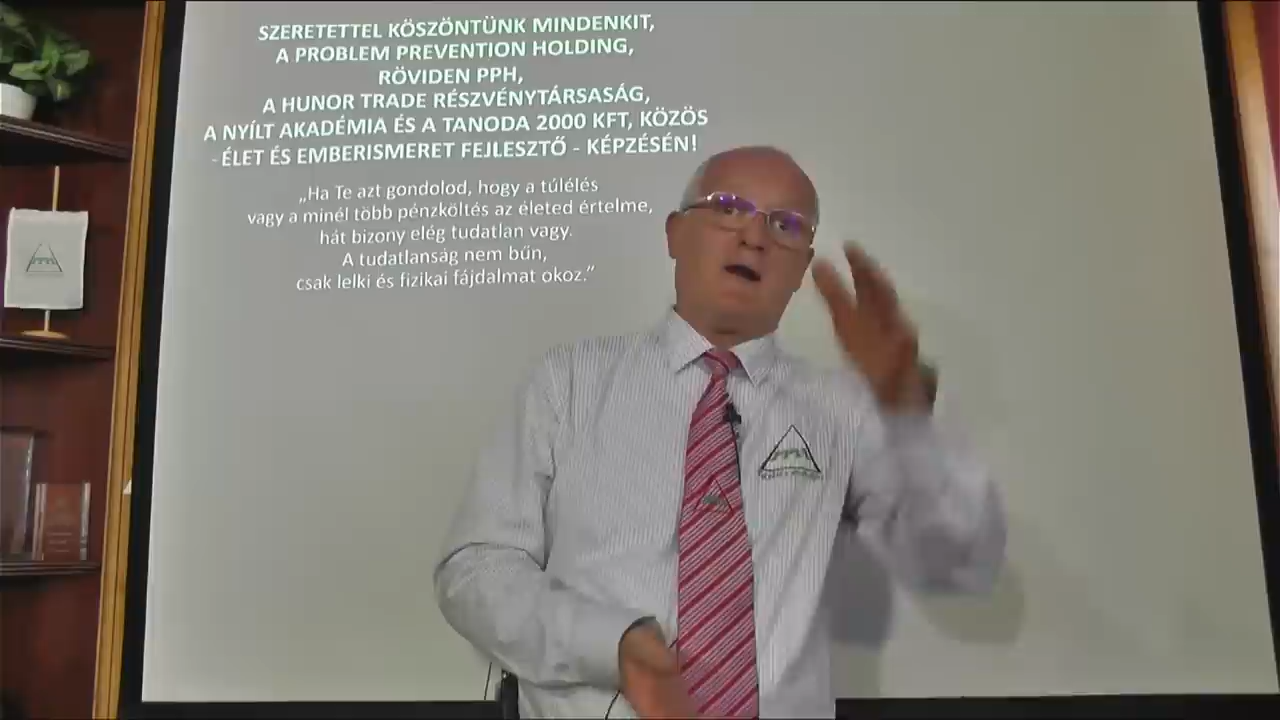 SZERETETTEL KÖSZÖNTÜNK MINDENKIT,
A PROBLEM PREVENTION HOLDING,
RÖVIDEN PPH,
A HUNOR TRADE RÉSZVÉNYTÁRSASÁG,
A NYÍLT AKADÉMIA ÉS A TANODA 2000 KFT, KÖZÖS
- ÉLET ÉS EMBERISMERET FEJLESZTŐ - KÉPZÉSÉN!
„Ha Te azt gondolod, hogy a túlélés
vagy a minél több pénzköltés az életed értelme,
hát bizony elég tudatlan vagy.
A tudatlanság nem bűn,
csak lelki és fizikai fájdalmat okoz.”